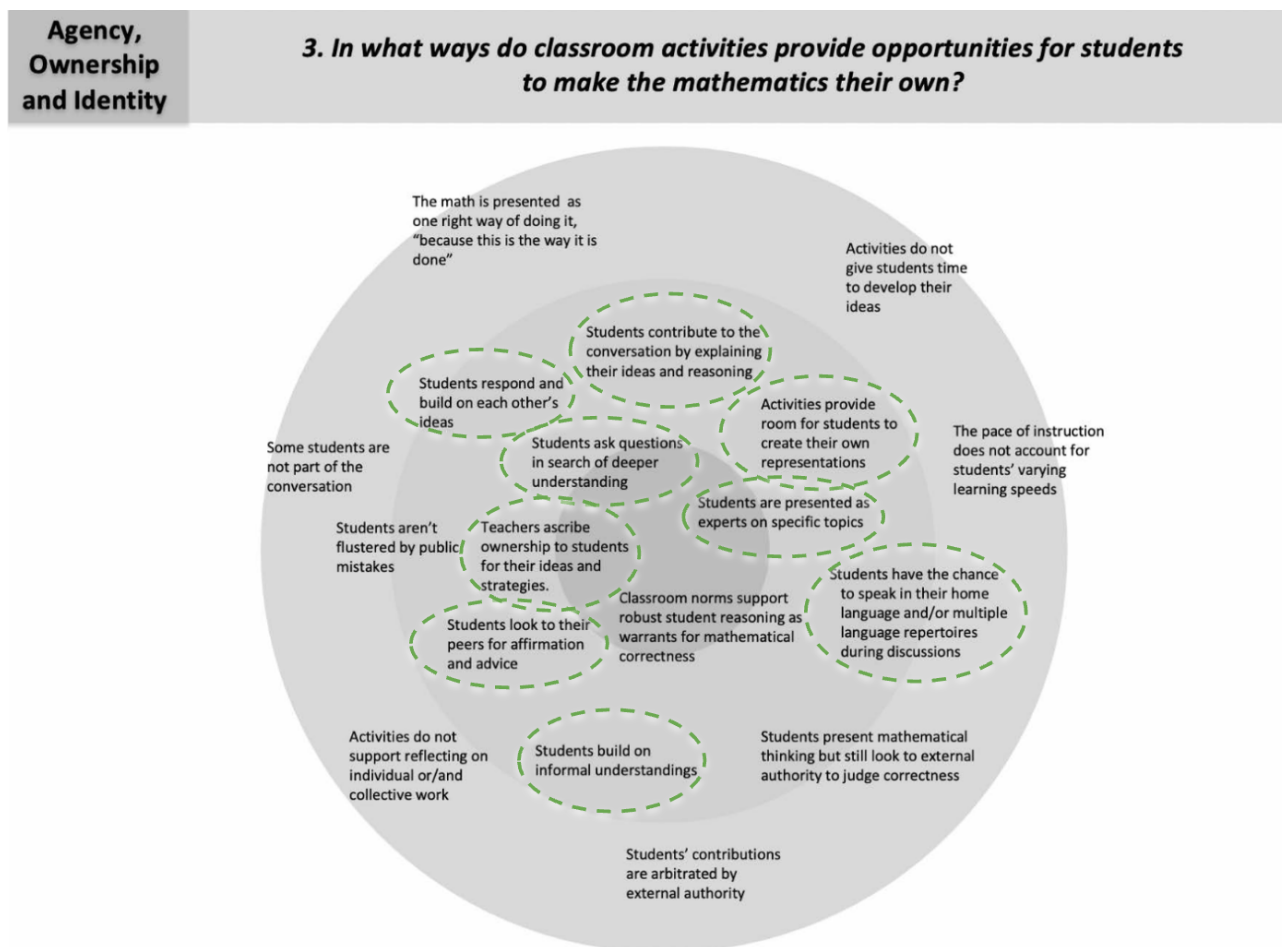 Agency,
Ownership
and Identity
3. In what ways do classroom activities provide opportunities for students
to make the mathematics their own?
The math is presented as
one right way of doing it,
"because this is the way it is
done"
Activities do not
give students time
to develop their
ideas
Students contribute to the
conversation by explaining
their ideas and reasoning
Students respond and
build on each other's
ideas
Activities provide
room for students to
create their own
representations
Some students are
not part of the
conversation
Students ask questions
in search of deeper
understanding
The pace of instruction
does not account for
students' varying
learning speeds
Students are presented as
experts on specific topics
Students aren't
flustered by public
mistakes
Teachers ascribe
ownership to students
for their ideas and
strategies.
Students have the chance
to speak in their home
language and/or multiple
language repertoires
during discussions
Classroom norms support
robust student reasoning as
warrants for mathematical
correctness
Students look to their
peers for affirmation
and advice
Activities do not
support reflecting on
individual or/and
collective work
Students build on
informal understandings
Students present mathematical
thinking but still look to external
authority to judge correctness
Students' contributions
are arbitrated by
external authority